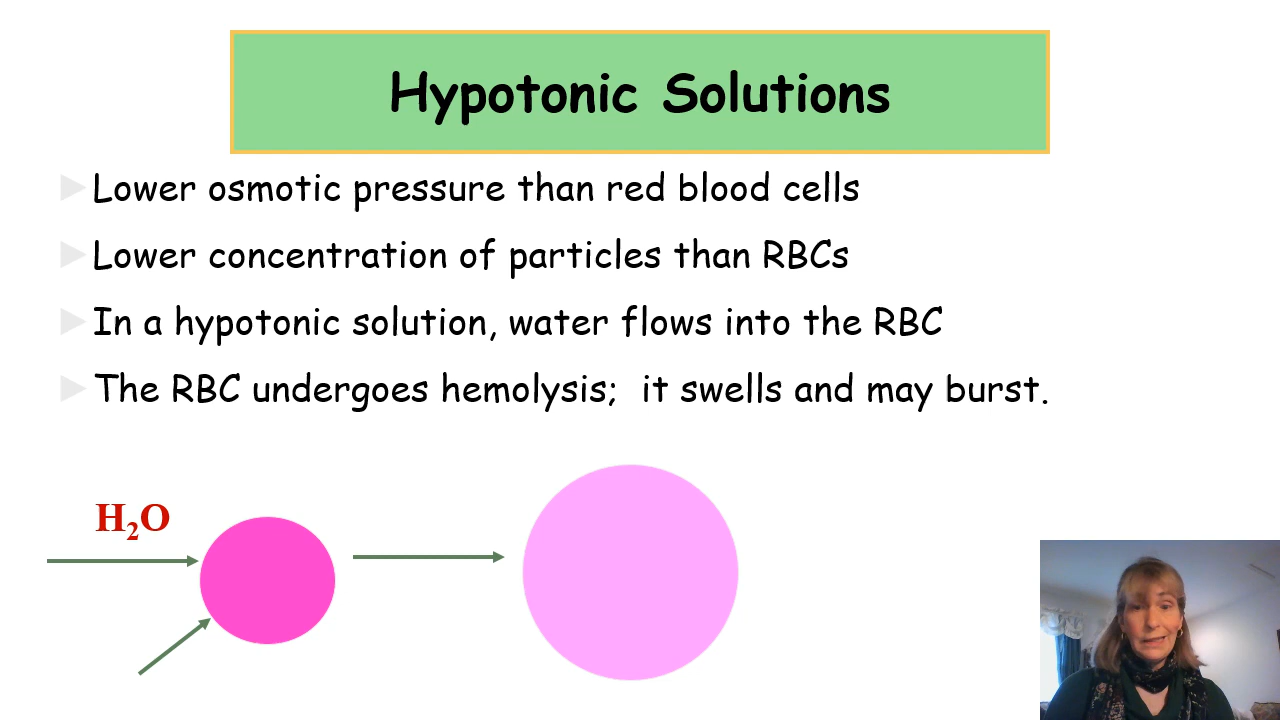 Hypotonic Solutions
Lower osmotic pressure than red blood cells
Lower concentration of particles than RBCs
In a hypotonic solution, water flows into the RBC
The RBC undergoes hemolysis;  it swells and may burst.
H₂O